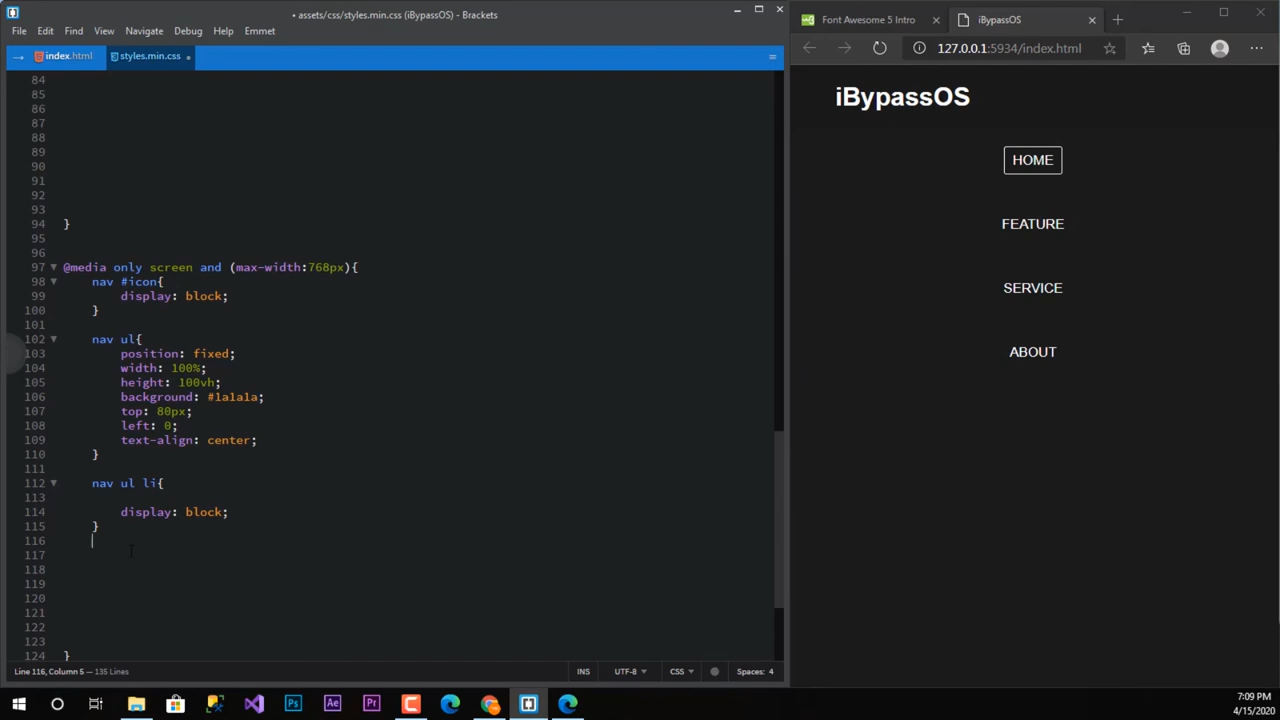 • assets/css/styles.min.css (iBypassOS) - Brackets
File Edit Find View Navigate Debug Help Emmet
index.html styles.min.css •
84
85
86
87
88
89
90
91
92
93
94 }
95
96
97 @media only screen and (max-width:768px){
98 nav #icon{
99 display: block;
100 }
101
102 nav ul{
103 position: fixed;
104 width: 100%;
105 height: 100vh;
106 background: #lalala;
107 top: 80px;
108 left: 0;
109 text-align: center;
110 }
111
112 nav ul li{
113
114 display: block;
115 }
116
117
118
119
120
121
122
123
124 }
Line 116, Column 5 — 135 Lines
INS UTF-8 CSS Spaces: 4
Font Awesome 5 Intro
iBypassOS
127.0.0.1:5934/index.html
iBypassOS
HOME
FEATURE
SERVICE
ABOUT
Ps Ae Pr
7:09 PM
4/15/2020